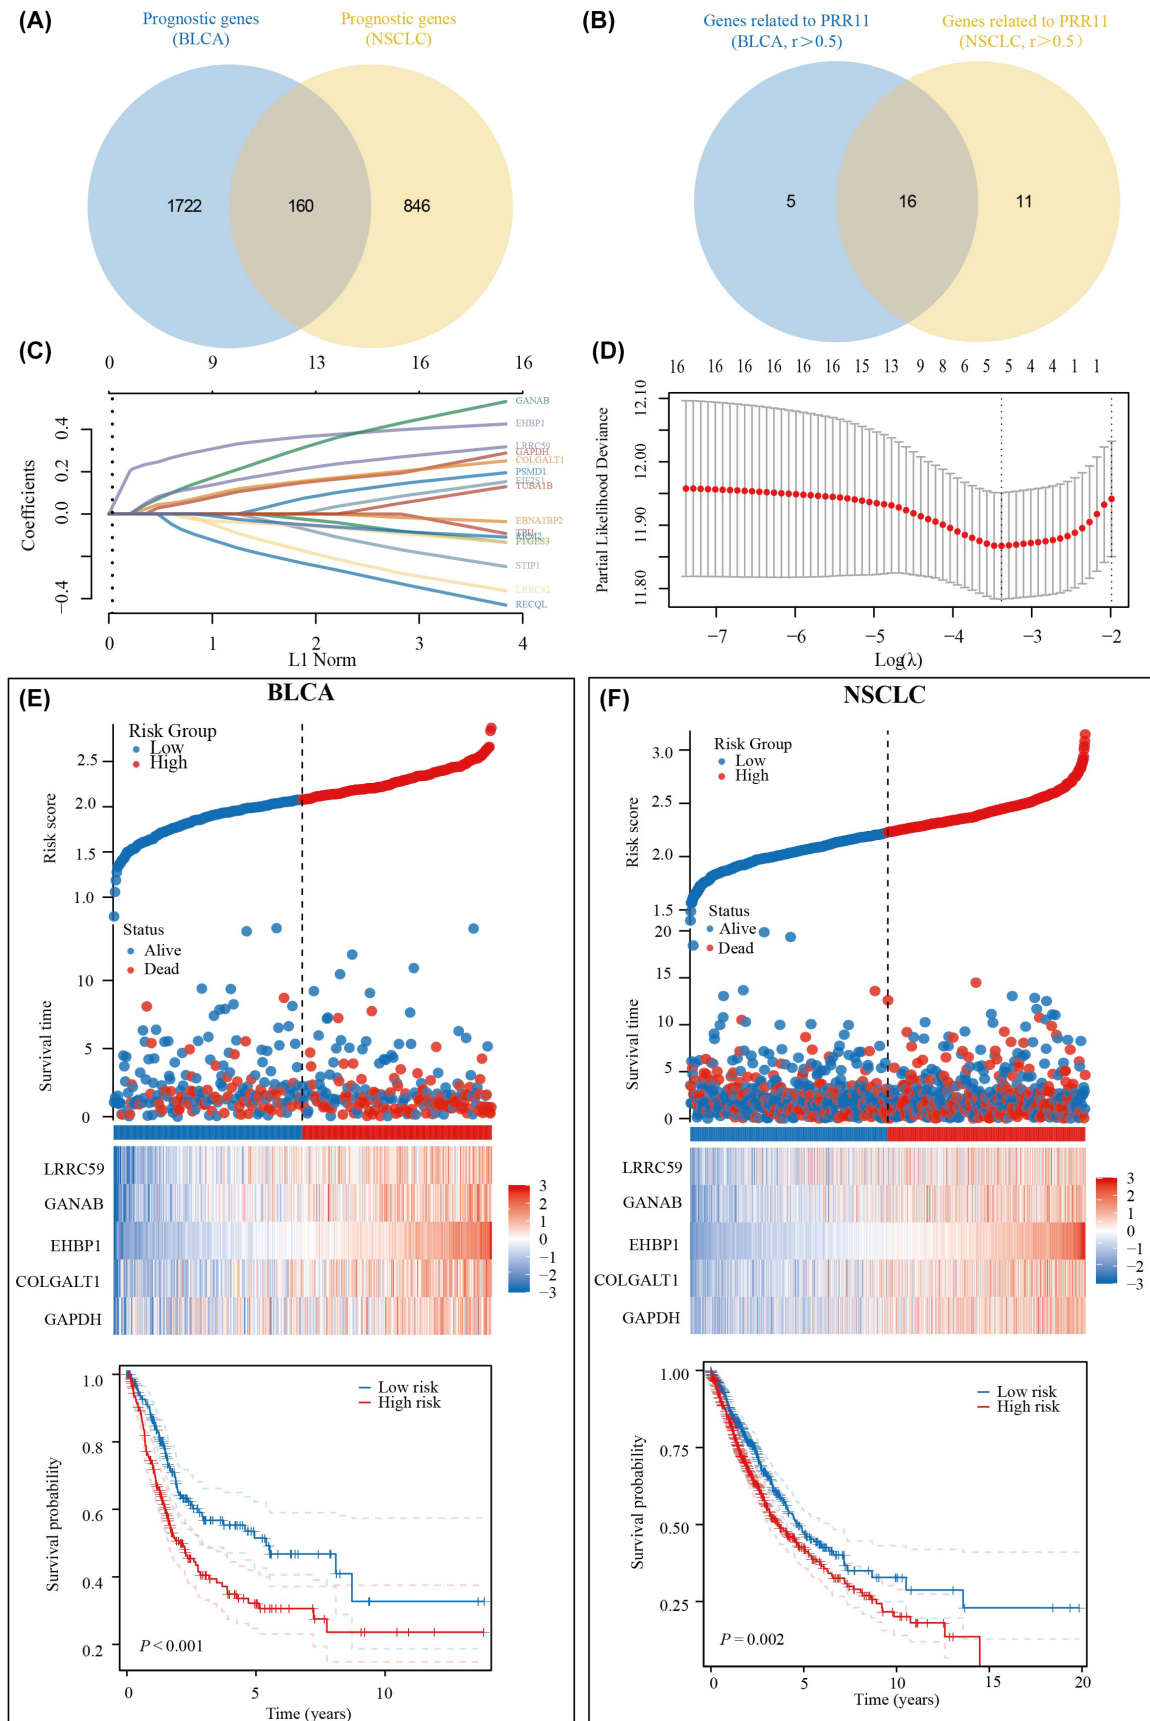 (A)
Prognostic genes
(BLCA)
Prognostic genes
(NSCLC)
1722
160
846
(B)
Genes related to PRR11
(BLCA, r>0.5)
Genes related to PRR11
(NSCLC, r>0.5)
5
16
11
(C)
0 9 13 16 16
Coefficients
0.4
0.2
0.0
−0.4
GANAB
EHBP1
LRRC59
GAPDH
COLGALT1
PSMD1
EIF2S1
TUBA1B
EBNA1BP2
PTGES3
STIP1
LRRC42
RECQL
0 1 2 3 4
L1 Norm
(D)
16 16 16 16 16 16 15 13 9 8 6 5 5 4 4 1 1
Partial Likelihood Deviance
12.10
12.00
11.90
11.80
−7 −6 −5 −4 −3 −2
Log(λ)
(E)
BLCA
Risk Group
Low
High
Risk score
2.5
2.0
1.5
1.0
Status
Alive
Dead
Survival time
10
5
0
LRRC59
GANAB
EHBP1
COLGALT1
GAPDH
3
2
1
0
−1
−2
−3
Survival probability
1.0
0.8
0.6
0.4
0.2
Low risk
High risk
P < 0.001
0 5 10
Time (years)
(F)
NSCLC
Risk Group
Low
High
Risk score
3.0
2.5
2.0
1.5
Status
Alive
Dead
Survival time
20
15
10
5
0
LRRC59
GANAB
EHBP1
COLGALT1
GAPDH
3
2
1
0
−1
−2
−3
Survival probability
1.00
0.75
0.50
0.25
Low risk
High risk
P = 0.002
0 5 10 15 20
Time (years)